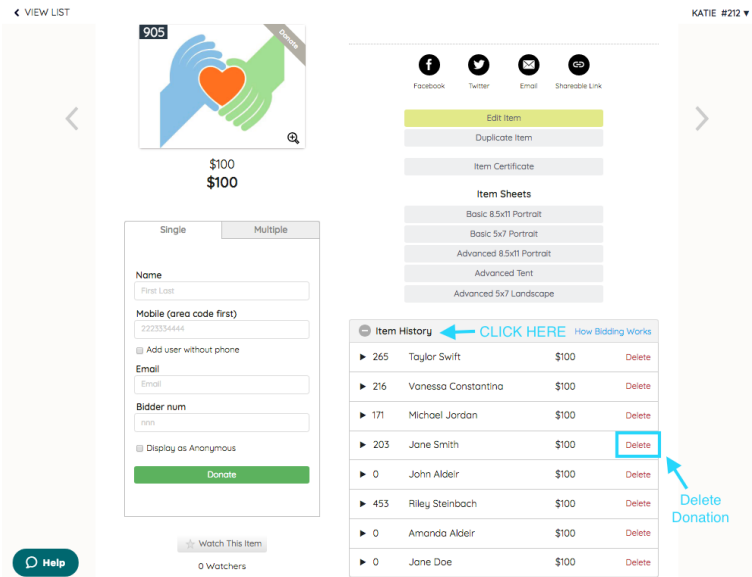 VIEW LIST
KATIE #212 ▼
905
Donate
$100
$100
Single
Multiple
Name
First Last
Mobile (area code first)
2223334444
Add user without phone
Email
Email
Bidder num
nnn
Display as Anonymous
Donate
Watch This Item
0 Watchers
Help
Facebook
Twitter
Email
Shareable Link
Edit Item
Duplicate Item
Item Certificate
Item Sheets
Basic 8.5x11 Portrait
Basic 5x7 Portrait
Advanced 8.5x11 Portrait
Advanced Tent
Advanced 5x7 Landscape
Item History CLICK HERE How Bidding Works
265 Taylor Swift $100 Delete
216 Vanessa Constantina $100 Delete
171 Michael Jordan $100 Delete
203 Jane Smith $100 Delete
0 John Aldeir $100 Delete
453 Riley Steinbach $100 Delete
0 Amanda Aldeir $100 Delete
0 Jane Doe $100 Delete
Delete
Donation